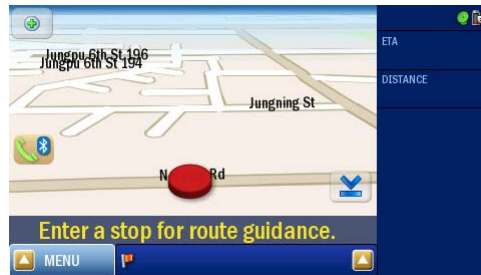 ETA
Jungpu 6th St 196
Jungpu 6th St 194
DISTANCE
Jungning St
N Rd
Enter a stop for route guidance.
MENU